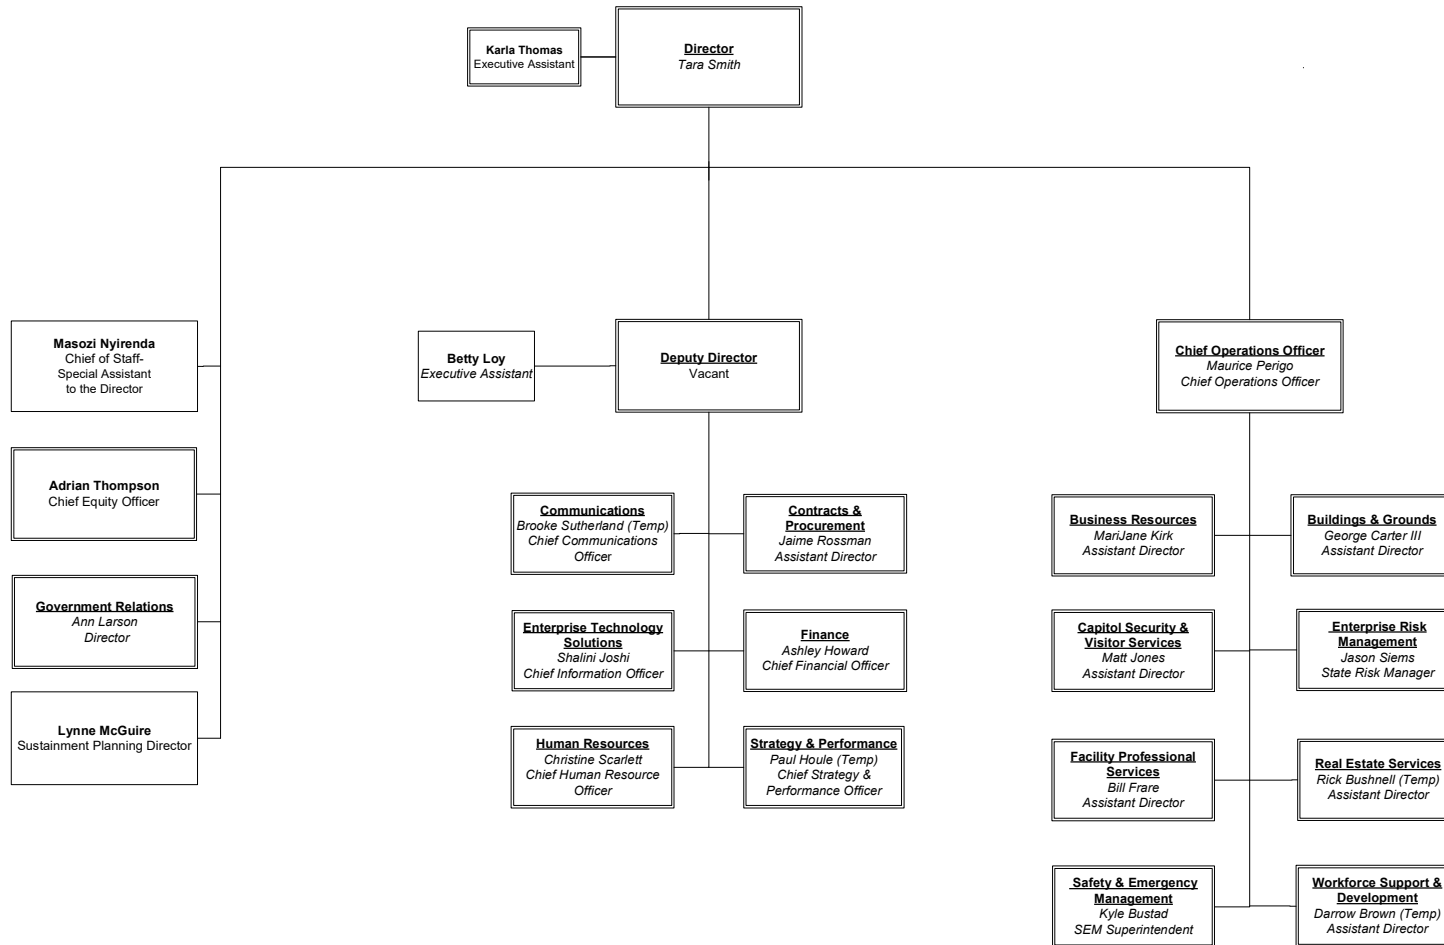 Karla Thomas
Executive Assistant
Director
Tara Smith
Masozi Nyirenda
Chief of Staff-
Special Assistant
to the Director
Adrian Thompson
Chief Equity Officer
Government Relations
Ann Larson
Director
Lynne McGuire
Sustainment Planning Director
Betty Loy
Executive Assistant
Deputy Director
Vacant
Communications
Brooke Sutherland (Temp)
Chief Communications
Officer
Contracts &
Procurement
Jaime Rossman
Assistant Director
Enterprise Technology
Solutions
Shalini Joshi
Chief Information Officer
Finance
Ashley Howard
Chief Financial Officer
Human Resources
Christine Scarlett
Chief Human Resource
Officer
Strategy & Performance
Paul Houle (Temp)
Chief Strategy &
Performance Officer
Chief Operations Officer
Maurice Perigo
Chief Operations Officer
Business Resources
MariJane Kirk
Assistant Director
Buildings & Grounds
George Carter III
Assistant Director
Capitol Security &
Visitor Services
Matt Jones
Assistant Director
Enterprise Risk
Management
Jason Siems
State Risk Manager
Facility Professional
Services
Bill Frare
Assistant Director
Real Estate Services
Rick Bushnell (Temp)
Assistant Director
Safety & Emergency
Management
Kyle Bustad
SEM Superintendent
Workforce Support &
Development
Darrow Brown (Temp)
Assistant Director